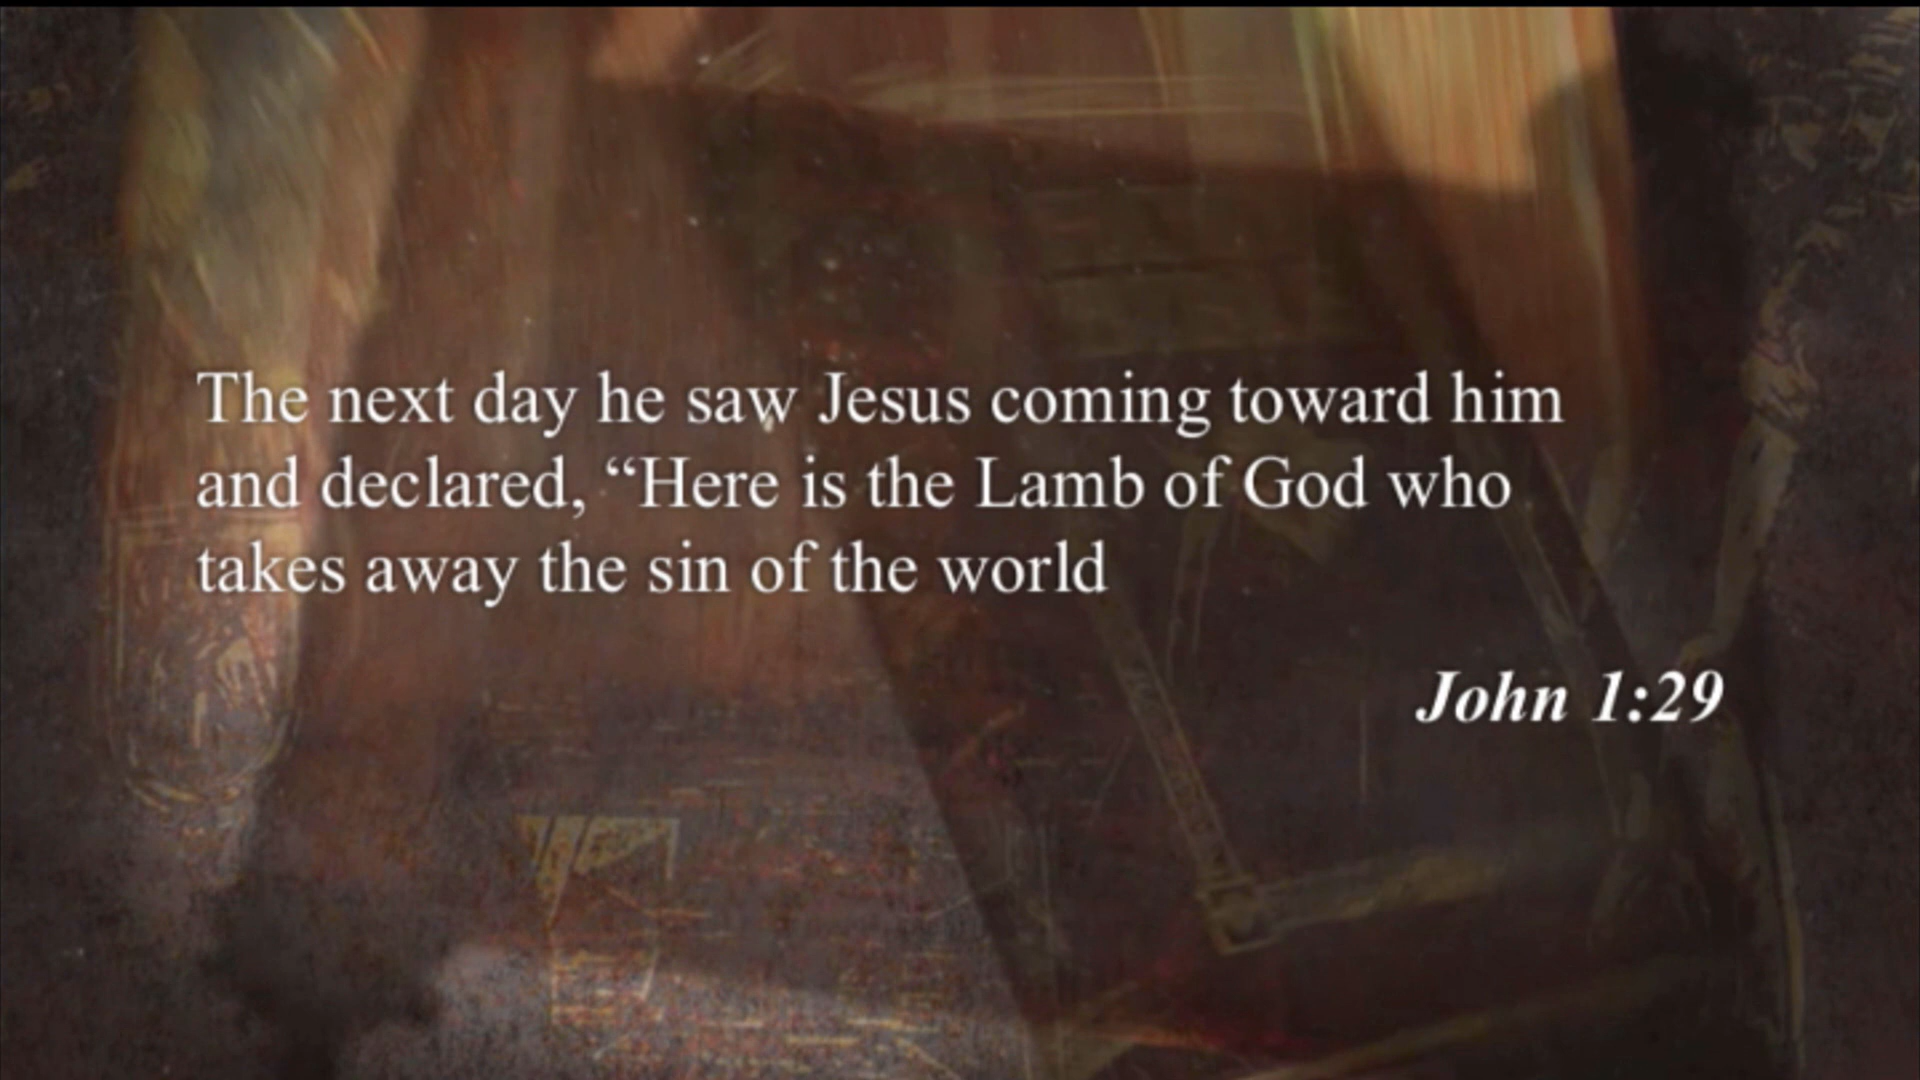 The next day he saw Jesus coming toward him
and declared, “Here is the Lamb of God who
takes away the sin of the world
John 1:29